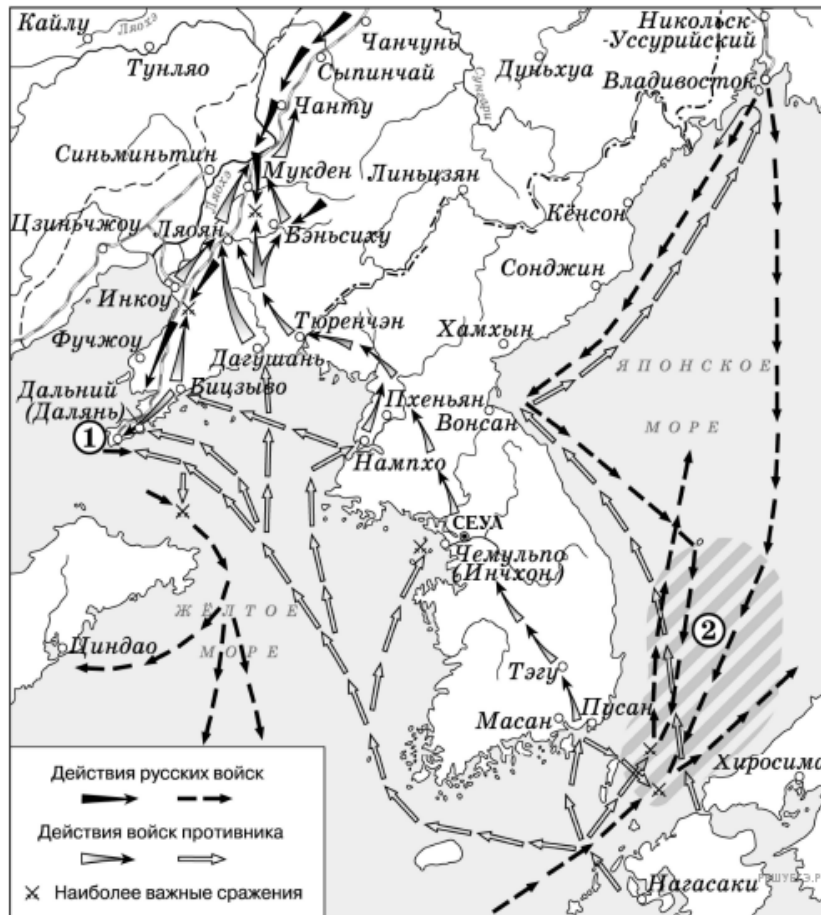 Кайлу
Ляохэ
Тунляо
Чанчунь
Сыпинчай
Чанту
Сунгари
Дуньхуа
Никольск-
-Уссурийский
Владивосток
Синьминьтин
Ляохэ
Мукден
Линьцзян
Цзиньчжоу
Ляоян
Вэньсиху
Кёнсон
Сонджин
Инкоу
Тюренчэн
Хамхын
Фучжоу
Дагушань
ЯПОНСКОЕ
МОРЕ
Дальний
(Далянь)
Бицзыво
Пхеньян
Вонсан
1
Нампхо
СЕУЛ
Чемульпо
(Инчхон)
ЖЕЛТОЕ
МОРЕ
2
Циндао
Тэгу
Масан
Пусан
Хиросима
Нагасаки
Действия русских войск
Действия войск противника
Наиболее важные сражения